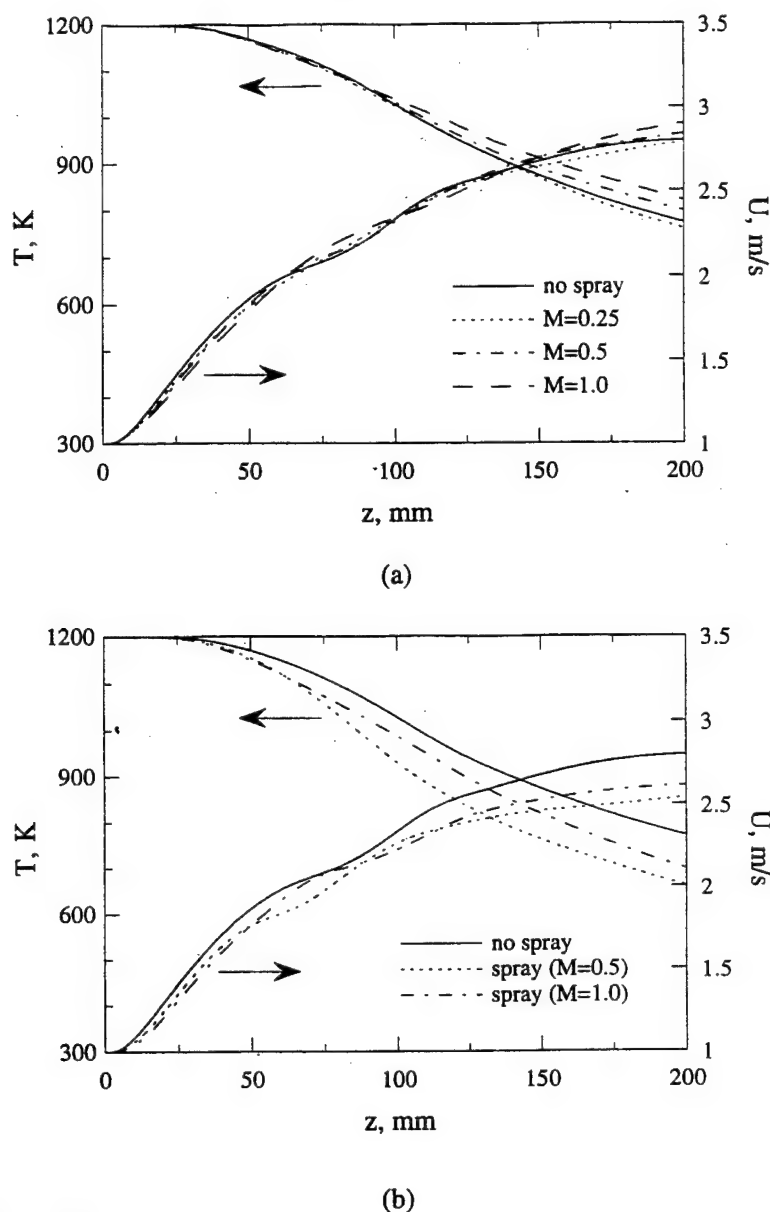 1200
900
600
300
T, K
3.5
3
2.5
2
1.5
1
U, m/s
no spray
M=0.25
M=0.5
M=1.0
0
50
100
150
200
z, mm
(a)
1200
900
600
300
T, K
3.5
3
2.5
2
1.5
1
U, m/s
no spray
spray (M=0.5)
spray (M=1.0)
0
50
100
150
200
z, mm
(b)